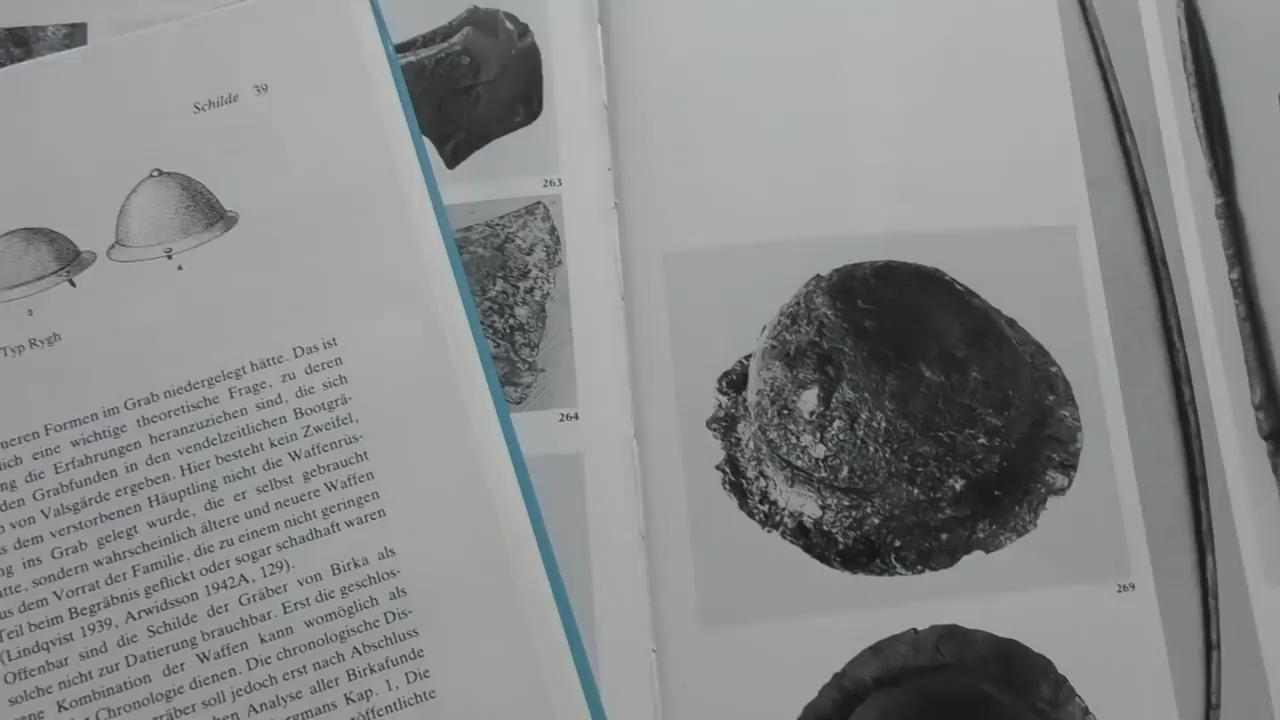 Schilde 39
3
4
Typ Rygh
neren Formen im Grab niedergelegt hätte. Das ist
eine wichtige theoretische Frage, zu deren
die Erfahrungen heranzuziehen sind, die sich
den Grabfunden in den vendelzeitlichen Bootgrä-
von Valsgärde ergeben. Hier besteht kein Zweifel,
dem verstorbenen Häuptling nicht die Waffenrüs-
ins Grab gelegt wurde, die er selbst gebraucht
sondern wahrscheinlich ältere und neuere Waffen
dem Vorrat der Familie, die zu einem nicht geringen
Teil beim Begräbnis geflickt oder sogar schadhaft waren
(Lindqvist 1939, Arwidsson 1942A, 129).
Offenbar sind die Schilde der Gräber von Birka als
solche nicht zur Datierung brauchbar. Erst die geschlos-
Kombination der Waffen kann womöglich als
Chronologie dienen. Die chronologische Dis-
soll jedoch erst nach Abschluss
Analyse aller Birkafunde
Kap. 1, Die
263
264
269